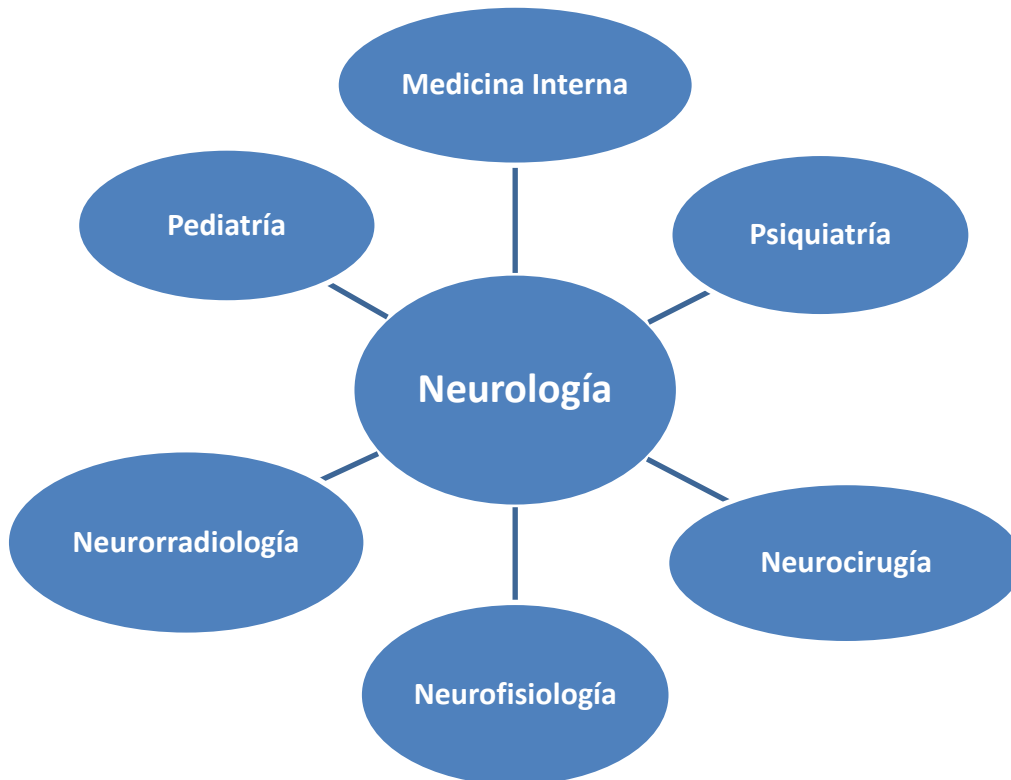 Medicina Interna
Pediatría
Psiquiatría
Neurología
Neurorradiología
Neurocirugía
Neurofisiología